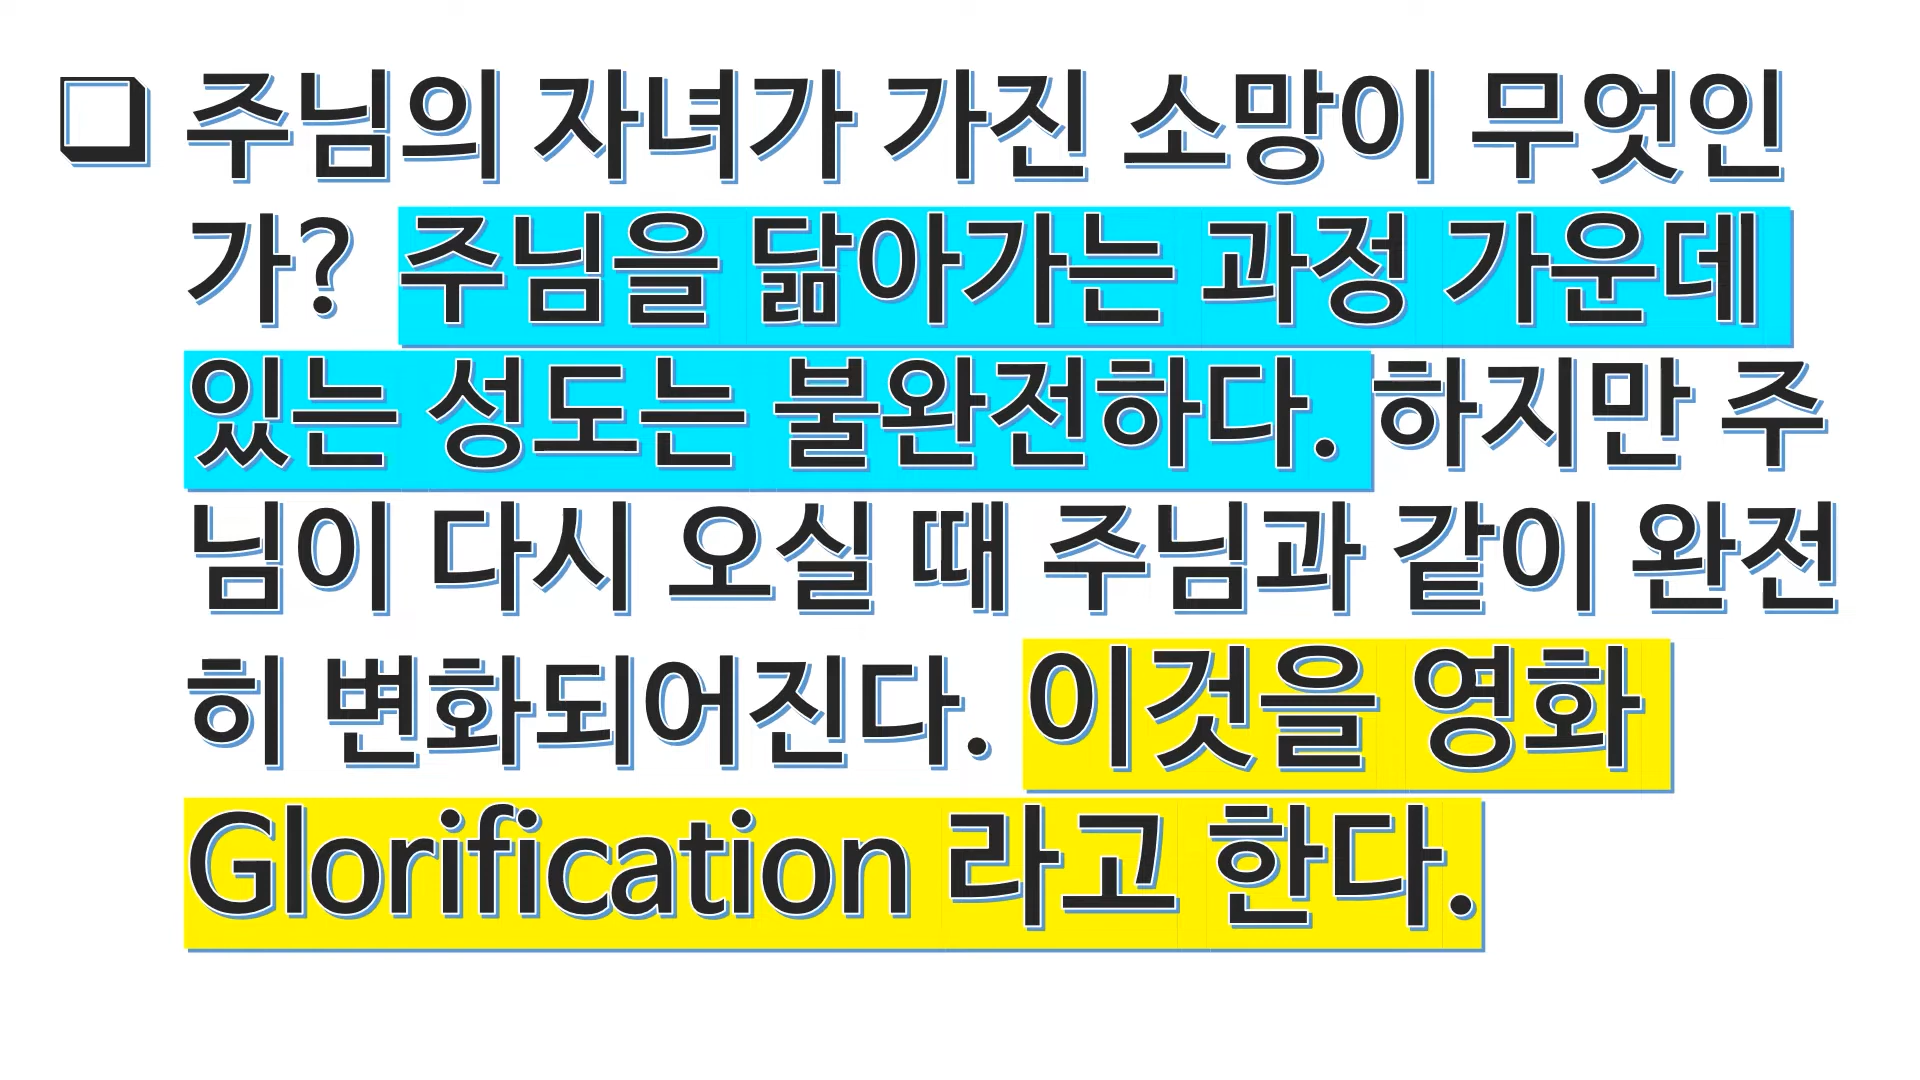 ❑ 주님의 자녀가 가진 소망이 무엇인
가? 주님을 닮아가는 과정 가운데
있는 성도는 불완전하다. 하지만 주
님이 다시 오실 때 주님과 같이 완전
히 변화되어진다. 이것을 영화
Glorification 라고 한다.